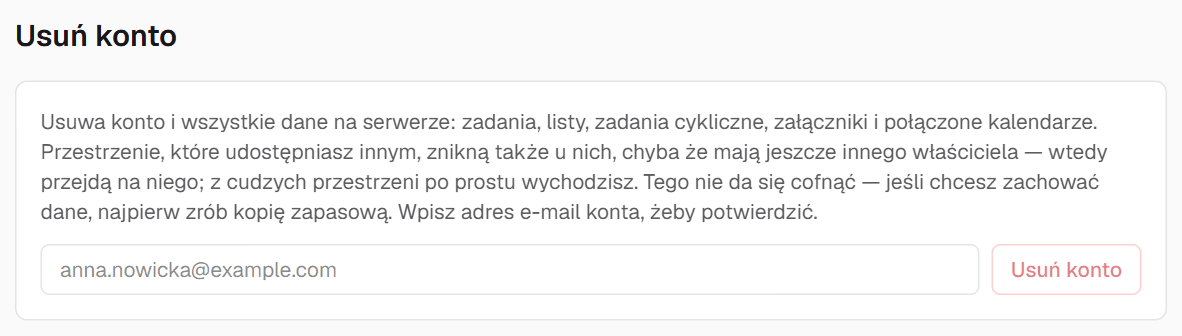 Usuń konto
Usuwa konto i wszystkie dane na serwerze: zadania, listy, zadania cykliczne, załączniki i połączone kalendarze.
Przestrzenie, które udostępniasz innym, znikną także u nich, chyba że mają jeszcze innego właściciela — wtedy
przejdą na niego; z cudzych przestrzeni po prostu wychodzisz. Tego nie da się cofnąć — jeśli chcesz zachować
dane, najpierw zrób kopię zapasową. Wpisz adres e-mail konta, żeby potwierdzić.
anna.nowicka@example.com
Usuń konto